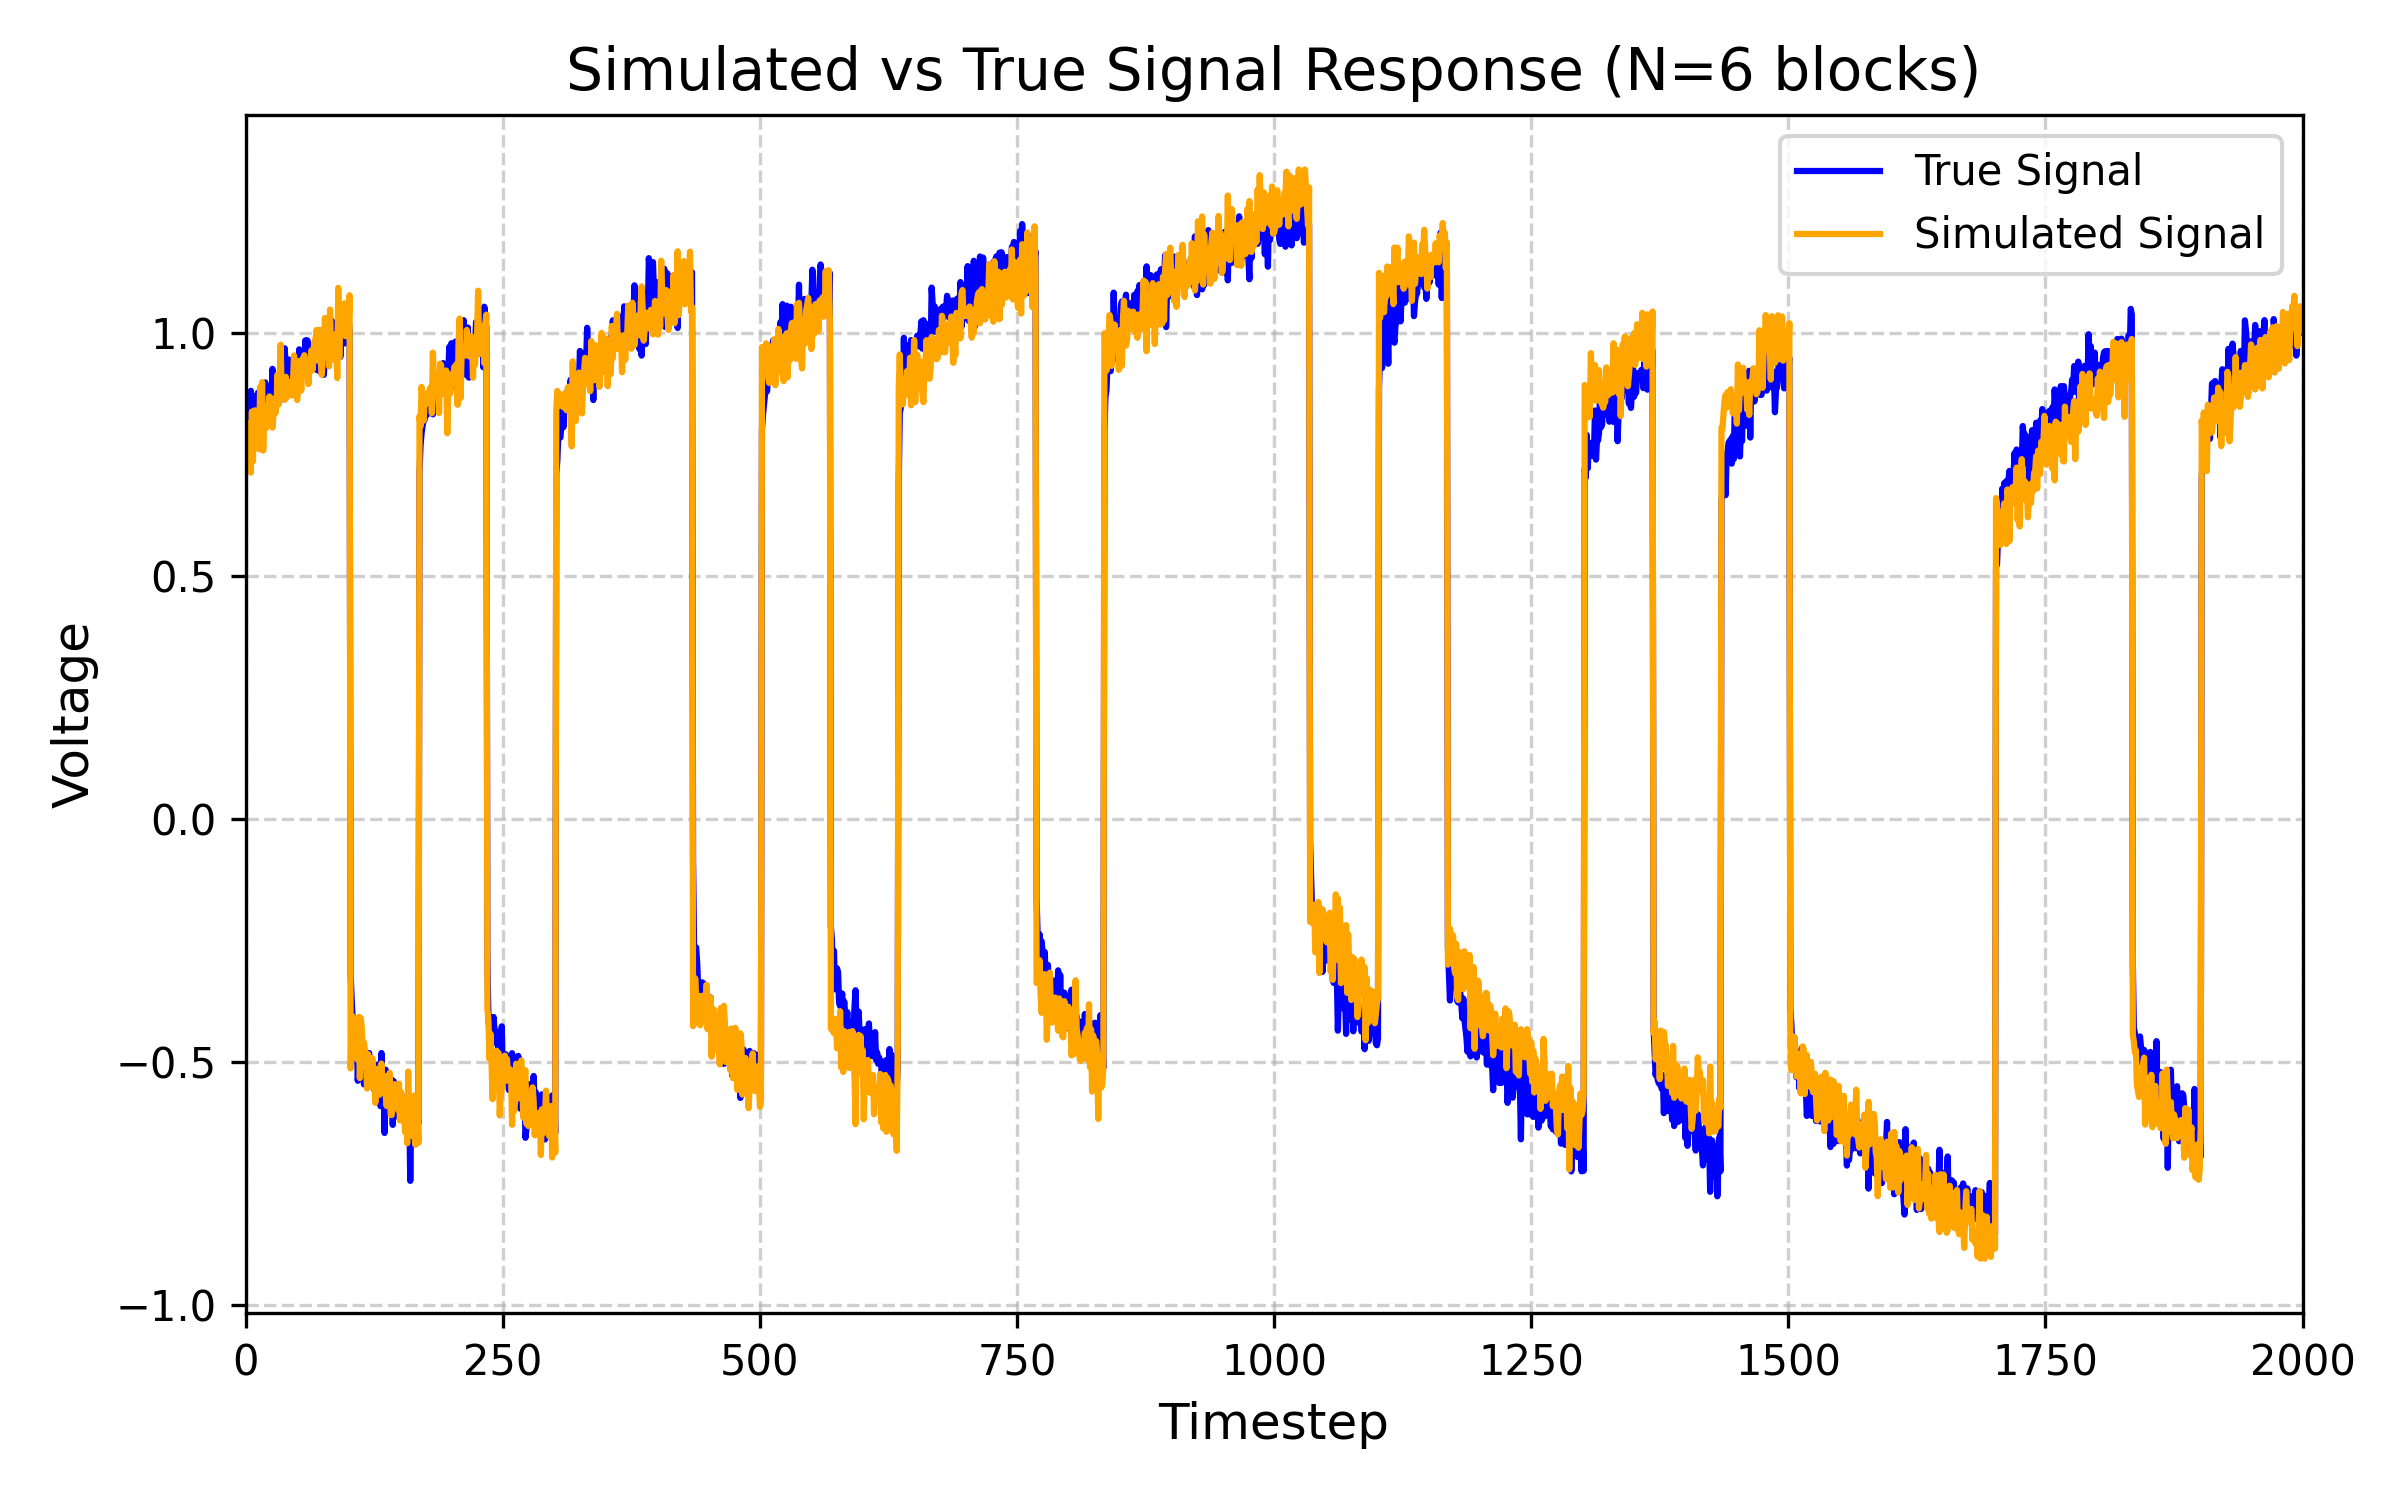 Simulated vs True Signal Response (N=6 blocks)
True Signal
Simulated Signal
Voltage
1.0
0.5
0.0
−0.5
−1.0
0 250 500 750 1000 1250 1500 1750 2000
Timestep